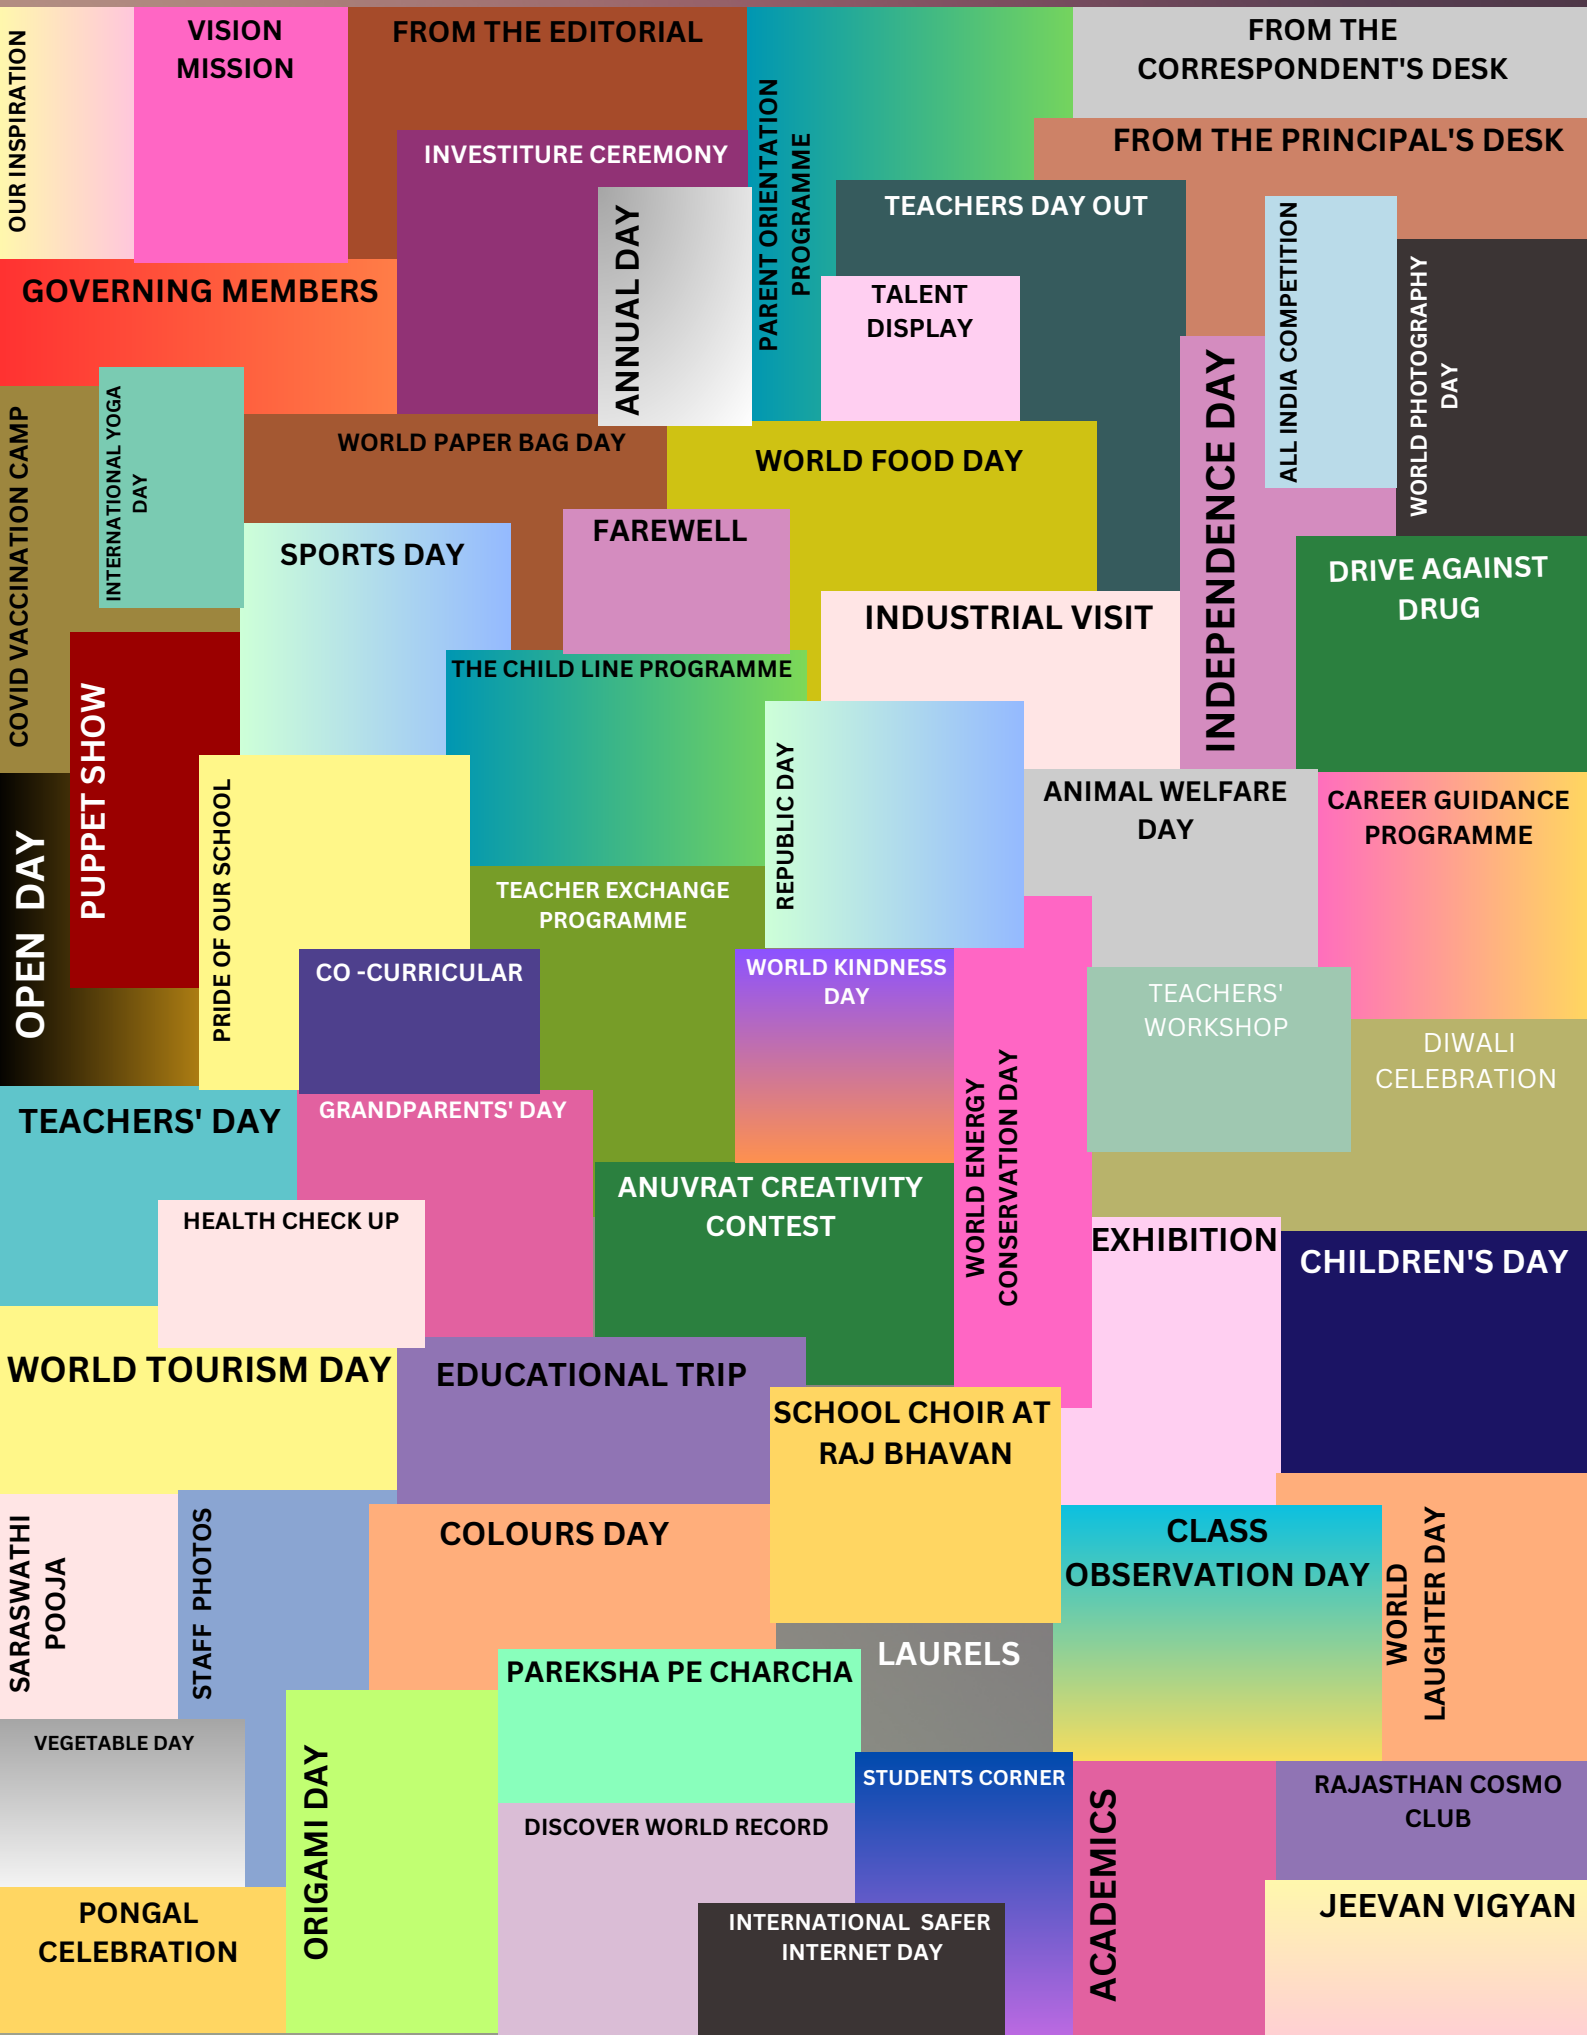 OUR INSPIRATION
VISION
MISSION
FROM THE EDITORIAL
PARENT ORIENTATION
PROGRAMME
FROM THE
CORRESPONDENT'S DESK
FROM THE PRINCIPAL'S DESK
INVESTITURE CEREMONY
ANNUAL DAY
TEACHERS DAY OUT
TALENT
DISPLAY
ALL INDIA COMPETITION
WORLD PHOTOGRAPHY
DAY
GOVERNING MEMBERS
COVID VACCINATION CAMP
INTERNATIONAL YOGA
DAY
WORLD PAPER BAG DAY
WORLD FOOD DAY
INDEPENDENCE DAY
SPORTS DAY
FAREWELL
DRIVE AGAINST
DRUG
INDUSTRIAL VISIT
THE CHILD LINE PROGRAMME
PUPPET SHOW
REPUBLIC DAY
ANIMAL WELFARE
DAY
CAREER GUIDANCE
PROGRAMME
OPEN DAY
PRIDE OF OUR SCHOOL
TEACHER EXCHANGE
PROGRAMME
CO -CURRICULAR
WORLD KINDNESS
DAY
WORLD ENERGY
CONSERVATION DAY
TEACHERS'
WORKSHOP
DIWALI
CELEBRATION
TEACHERS' DAY
GRANDPARENTS' DAY
HEALTH CHECK UP
ANUVRAT CREATIVITY
CONTEST
EXHIBITION
CHILDREN'S DAY
WORLD TOURISM DAY
EDUCATIONAL TRIP
SCHOOL CHOIR AT
RAJ BHAVAN
SARASWATHI
POOJA
STAFF PHOTOS
COLOURS DAY
CLASS
OBSERVATION DAY
WORLD
LAUGHTER DAY
LAURELS
PAREKSHA PE CHARCHA
VEGETABLE DAY
ORIGAMI DAY
STUDENTS CORNER
ACADEMICS
RAJASTHAN COSMO
CLUB
DISCOVER WORLD RECORD
PONGAL
CELEBRATION
INTERNATIONAL SAFER
INTERNET DAY
JEEVAN VIGYAN